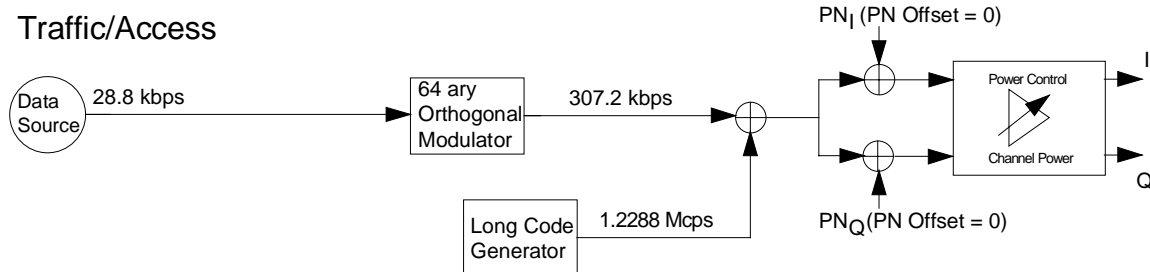 Traffic/Access
PNI (PN Offset = 0)
Data
Source
28.8 kbps
64 ary
Orthogonal
Modulator
307.2 kbps
Power Control
Channel Power
I
Q
Long Code
Generator
1.2288 Mcps
PNQ(PN Offset = 0)